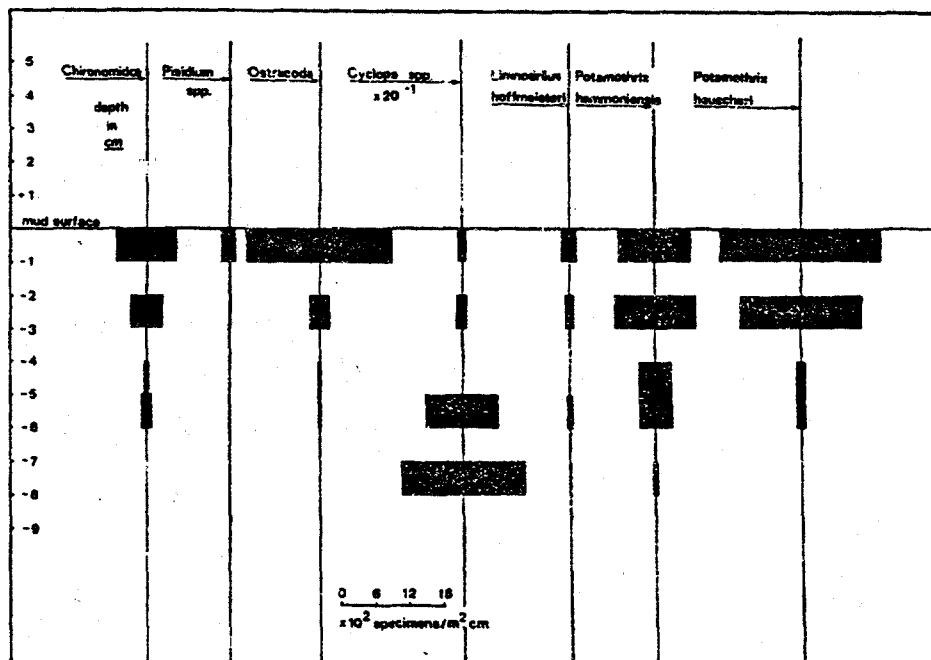 5
Chironomidae Pisidium Ostracoda Cyclops spp. Limnodrilus Potamothrix Potamothrix
spp. x 20 -1 hoffmeisteri hammoniensis hauscheri
4
depth
in
cm
3
2
+1
mud surface
-1
-2
-3
-4
-5
-6
-7
-8
-9
0 6 12 18
x10² specimens/m² cm